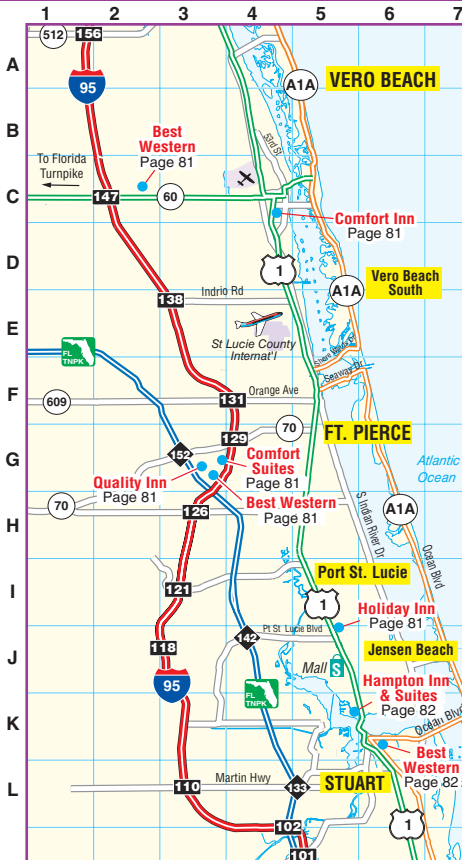 1 2 3 4 5 6 7
512
156
A
A1A
VERO BEACH
95
B
Best
Western
Page 81
53rd St
To Florida
Turnpike
C
147
60
Comfort Inn
Page 81
D
1
Vero Beach
South
A1A
138
Indrio Rd
E
St Lucie County
Internat'l
FL
TNPK
Shore Winds Dr
Seaway Dr
F
609
131
Orange Ave
129
70
FT. PIERCE
G
152
Comfort
Suites
Page 81
Quality Inn
Page 81
Best Western
Page 81
Atlantic
Ocean
70
H
126
S Indian River Dr
A1A
Ocean Blvd
I
121
Port St. Lucie
1
Holiday Inn
Page 81
142
Pt St Lucie Blvd
J
118
Jensen Beach
Mall S
95
FL
TNPK
Hampton Inn
& Suites
Page 82
K
Ocean Blvd
Best
Western
Page 82
L
110
Martin Hwy
133
STUART
102
1
101